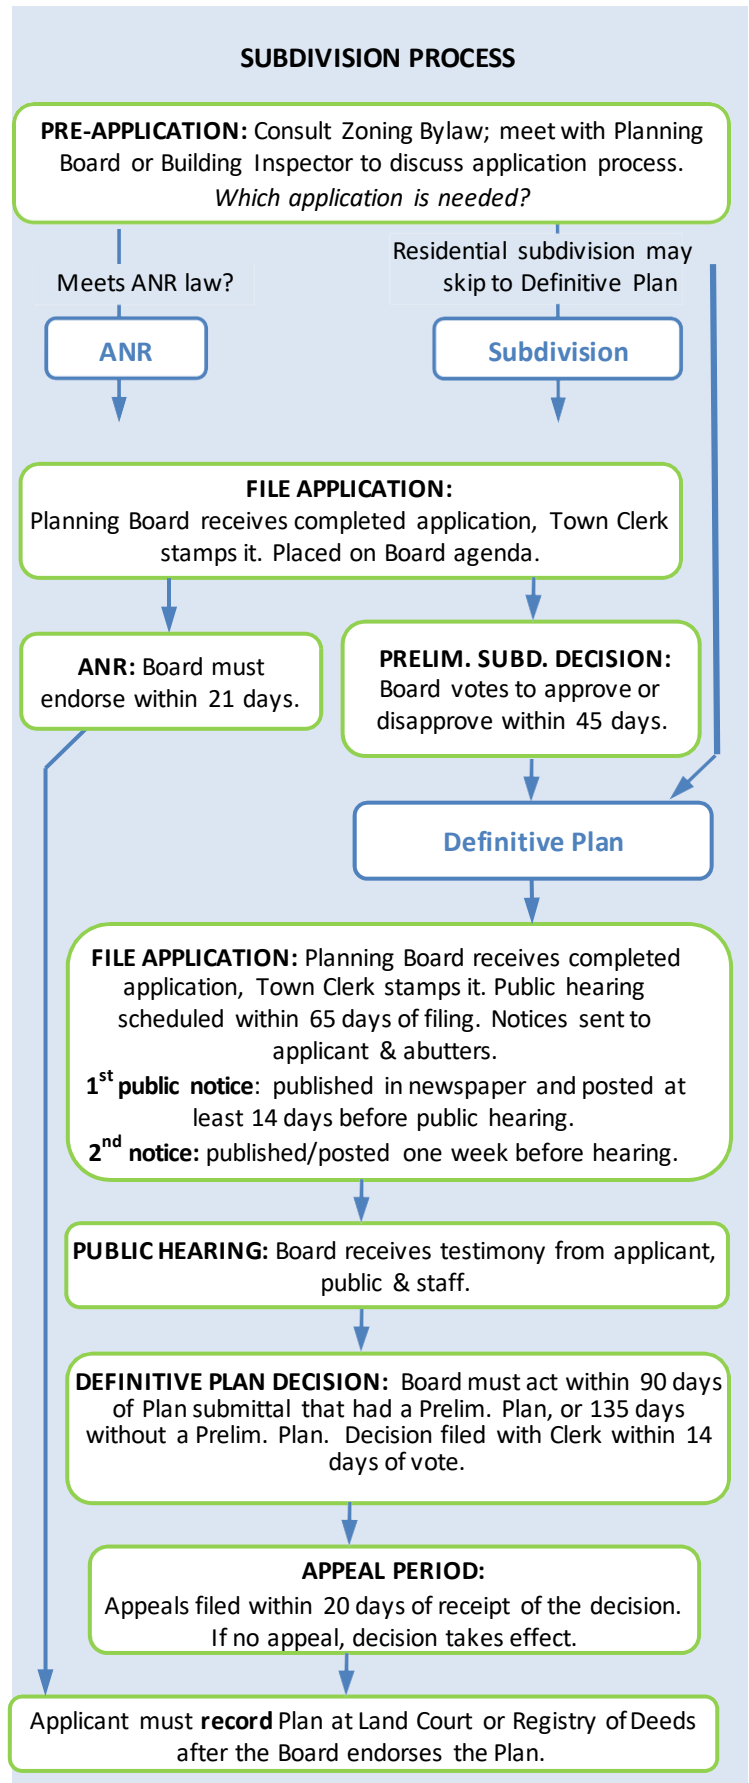 SUBDIVISION PROCESS
PRE-APPLICATION: Consult Zoning Bylaw; meet with Planning
Board or Building Inspector to discuss application process.
Which application is needed?
Meets ANR law?
Residential subdivision may
skip to Definitive Plan
ANR
Subdivision
FILE APPLICATION:
Planning Board receives completed application, Town Clerk
stamps it. Placed on Board agenda.
ANR: Board must
endorse within 21 days.
PRELIM. SUBD. DECISION:
Board votes to approve or
disapprove within 45 days.
Definitive Plan
FILE APPLICATION: Planning Board receives completed
application, Town Clerk stamps it. Public hearing
scheduled within 65 days of filing. Notices sent to
applicant & abutters.
1st public notice: published in newspaper and posted at
least 14 days before public hearing.
2nd notice: published/posted one week before hearing.
PUBLIC HEARING: Board receives testimony from applicant,
public & staff.
DEFINITIVE PLAN DECISION: Board must act within 90 days
of Plan submittal that had a Prelim. Plan, or 135 days
without a Prelim. Plan. Decision filed with Clerk within 14
days of vote.
APPEAL PERIOD:
Appeals filed within 20 days of receipt of the decision.
If no appeal, decision takes effect.
Applicant must record Plan at Land Court or Registry of Deeds
after the Board endorses the Plan.